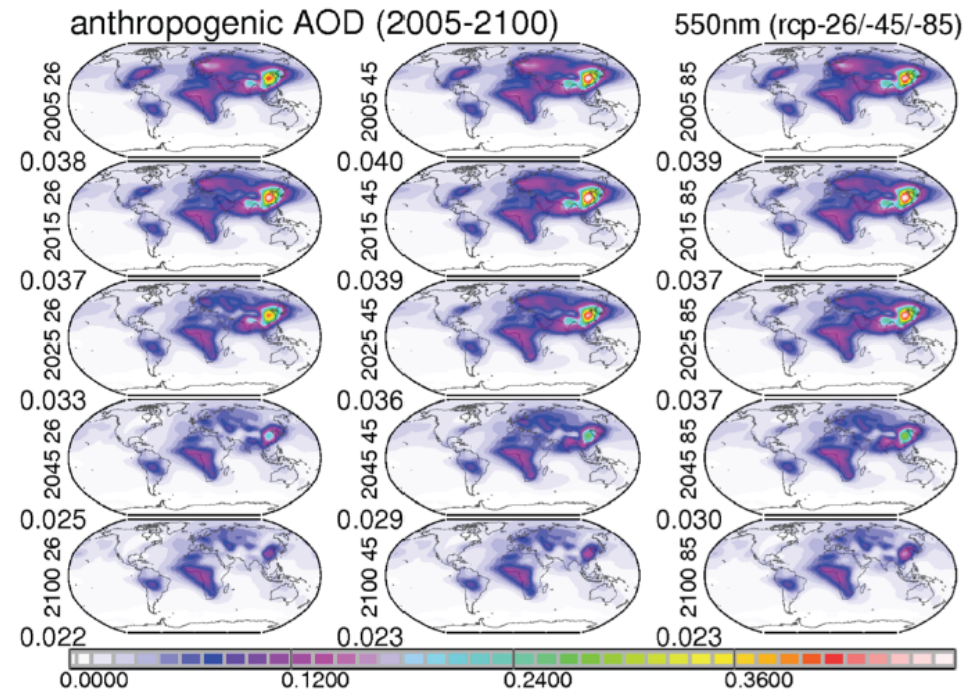 anthropogenic AOD (2005-2100) 550nm (rcp-26/-45/-85)
2005 26 2005 45 2005 85
0.038 0.040 0.039
2015 26 2015 45 2015 85
0.037 0.039 0.037
2025 26 2025 45 2025 85
0.033 0.036 0.037
2045 26 2045 45 2045 85
0.025 0.029 0.030
2100 26 2100 45 2100 85
0.022 0.023 0.023
0.0000 0.1200 0.2400 0.3600